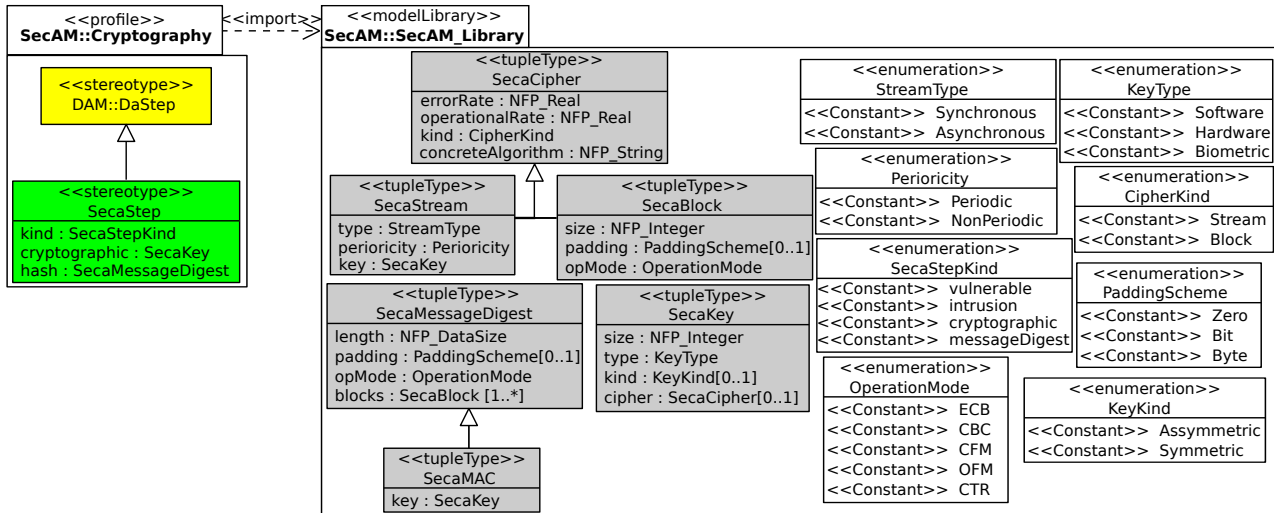 <<profile>>
SecAM::Cryptography
<<import>>
<<modelLibrary>>
SecAM::SecAM_Library
<<stereotype>>
DAM::DaStep
<<stereotype>>
SecaStep
kind : SecaStepKind
cryptographic : SecaKey
hash : SecaMessageDigest
<<tupleType>>
SecaCipher
errorRate : NFP_Real
operationalRate : NFP_Real
kind : CipherKind
concreteAlgorithm : NFP_String
<<tupleType>>
SecaStream
type : StreamType
perioricity : Perioricity
key : SecaKey
<<tupleType>>
SecaBlock
size : NFP_Integer
padding : PaddingScheme[0..1]
opMode : OperationMode
<<tupleType>>
SecaMessageDigest
length : NFP_DataSize
padding : PaddingScheme[0..1]
opMode : OperationMode
blocks : SecaBlock [1..*]
<<tupleType>>
SecaKey
size : NFP_Integer
type : KeyType
kind : KeyKind[0..1]
cipher : SecaCipher[0..1]
<<tupleType>>
SecaMAC
key : SecaKey
<<enumeration>>
StreamType
<<Constant>> Synchronous
<<Constant>> Asynchronous
<<enumeration>>
KeyType
<<Constant>> Software
<<Constant>> Hardware
<<Constant>> Biometric
<<enumeration>>
Perioricity
<<Constant>> Periodic
<<Constant>> NonPeriodic
<<enumeration>>
CipherKind
<<Constant>> Stream
<<Constant>> Block
<<enumeration>>
SecaStepKind
<<Constant>> vulnerable
<<Constant>> intrusion
<<Constant>> cryptographic
<<Constant>> messageDigest
<<enumeration>>
PaddingScheme
<<Constant>> Zero
<<Constant>> Bit
<<Constant>> Byte
<<enumeration>>
OperationMode
<<Constant>> ECB
<<Constant>> CBC
<<Constant>> CFM
<<Constant>> OFM
<<Constant>> CTR
<<enumeration>>
KeyKind
<<Constant>> Assymmetric
<<Constant>> Symmetric